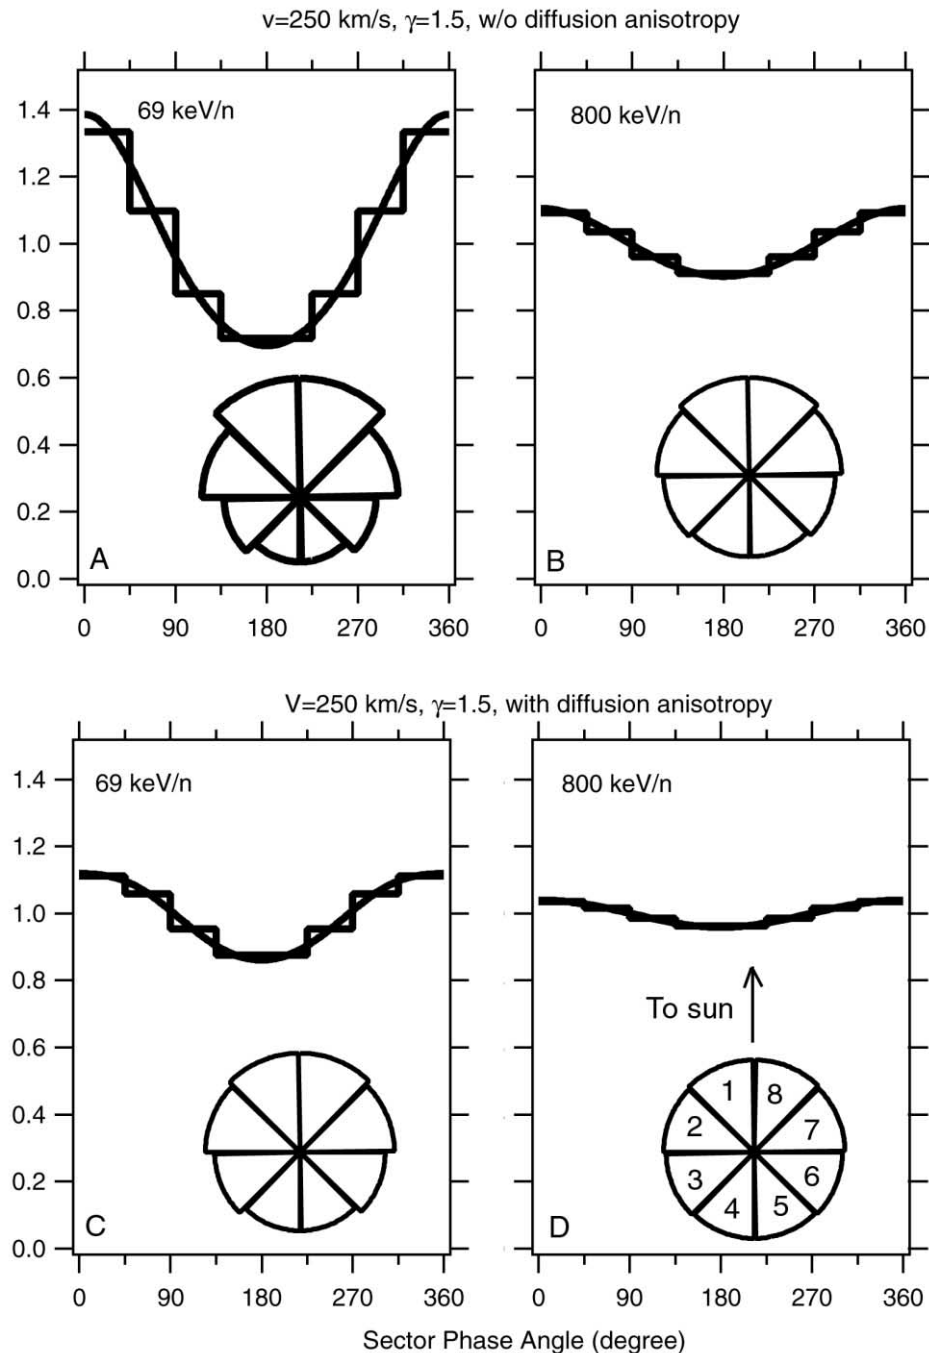 v=250 km/s, γ=1.5, w/o diffusion anisotropy
69 keV/n
800 keV/n
1.4
1.2
1.0
0.8
0.6
0.4
0.2
0.0
A
B
0 90 180 270 360
0 90 180 270 360
V=250 km/s, γ=1.5, with diffusion anisotropy
69 keV/n
800 keV/n
1.4
1.2
1.0
0.8
0.6
0.4
0.2
0.0
To sun
1 8
2 7
3 6
4 5
C
D
0 90 180 270 360
0 90 180 270 360
Sector Phase Angle (degree)